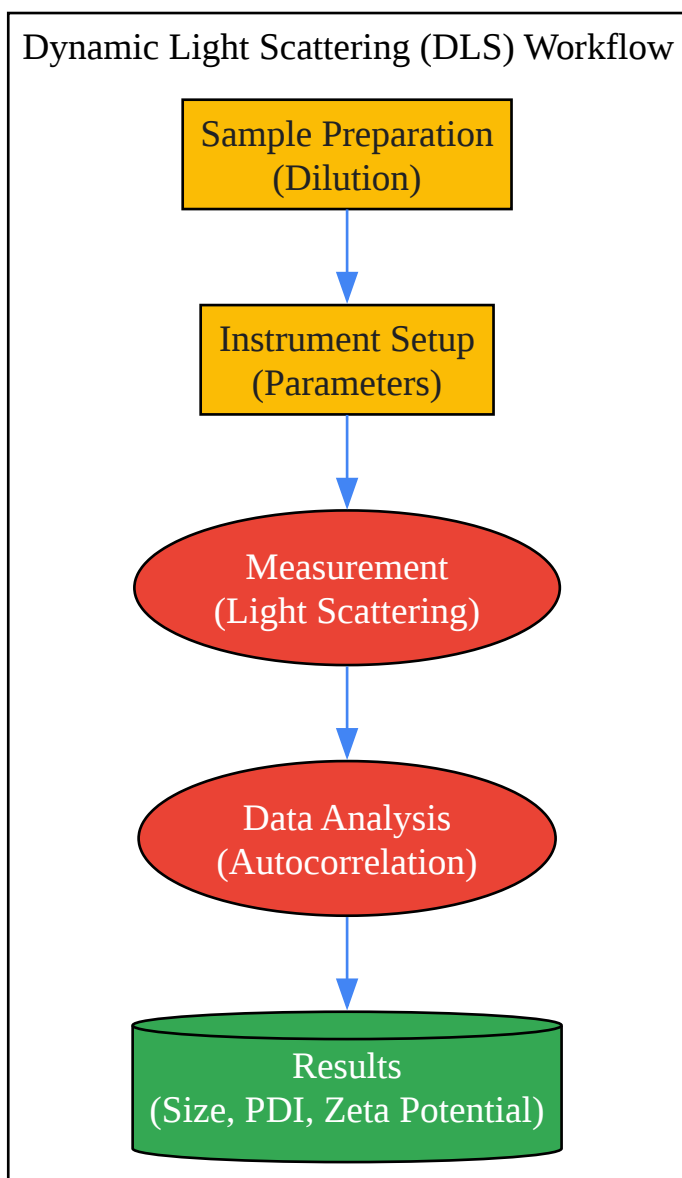 Dynamic Light Scattering (DLS) Workflow
Sample Preparation
(Dilution)
Instrument Setup
(Parameters)
Measurement
(Light Scattering)
Data Analysis
(Autocorrelation)
Results
(Size, PDI, Zeta Potential)